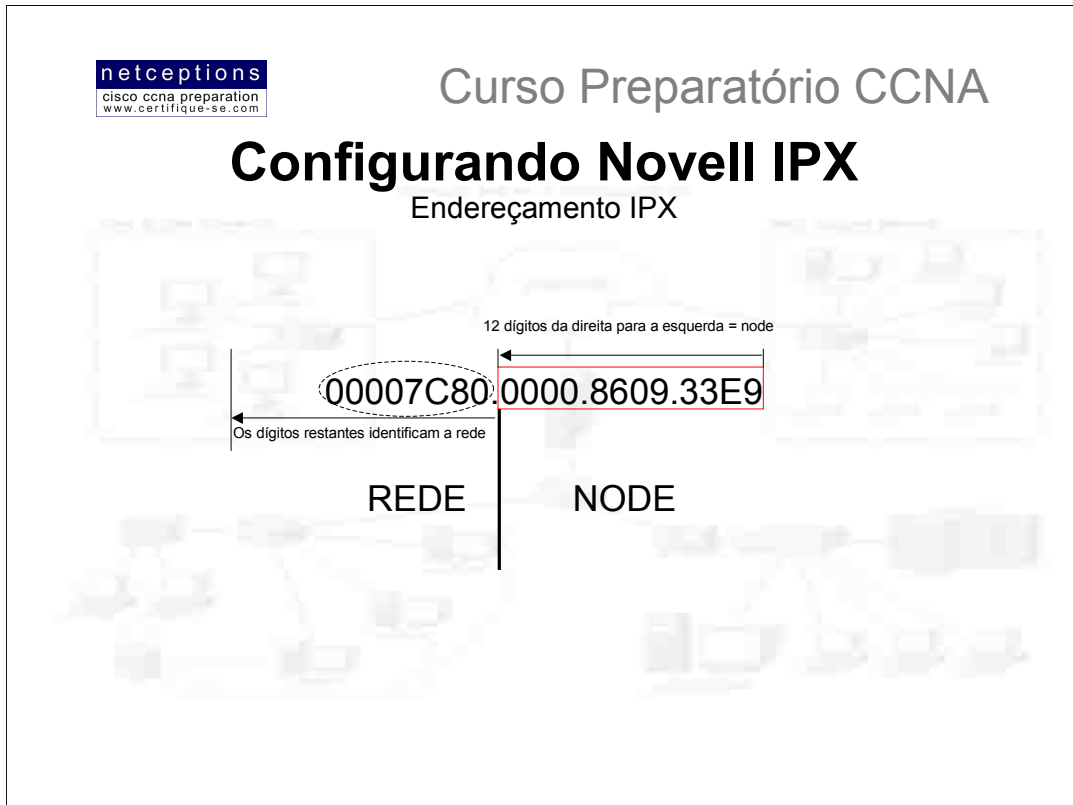 netceptions
cisco ccna preparation
www.certifique-se.com
Curso Preparatório CCNA
Configurando Novell IPX
Endereçamento IPX
12 dígitos da direita para a esquerda = node
00007C80.0000.8609.33E9
Os dígitos restantes identificam a rede
REDE NODE